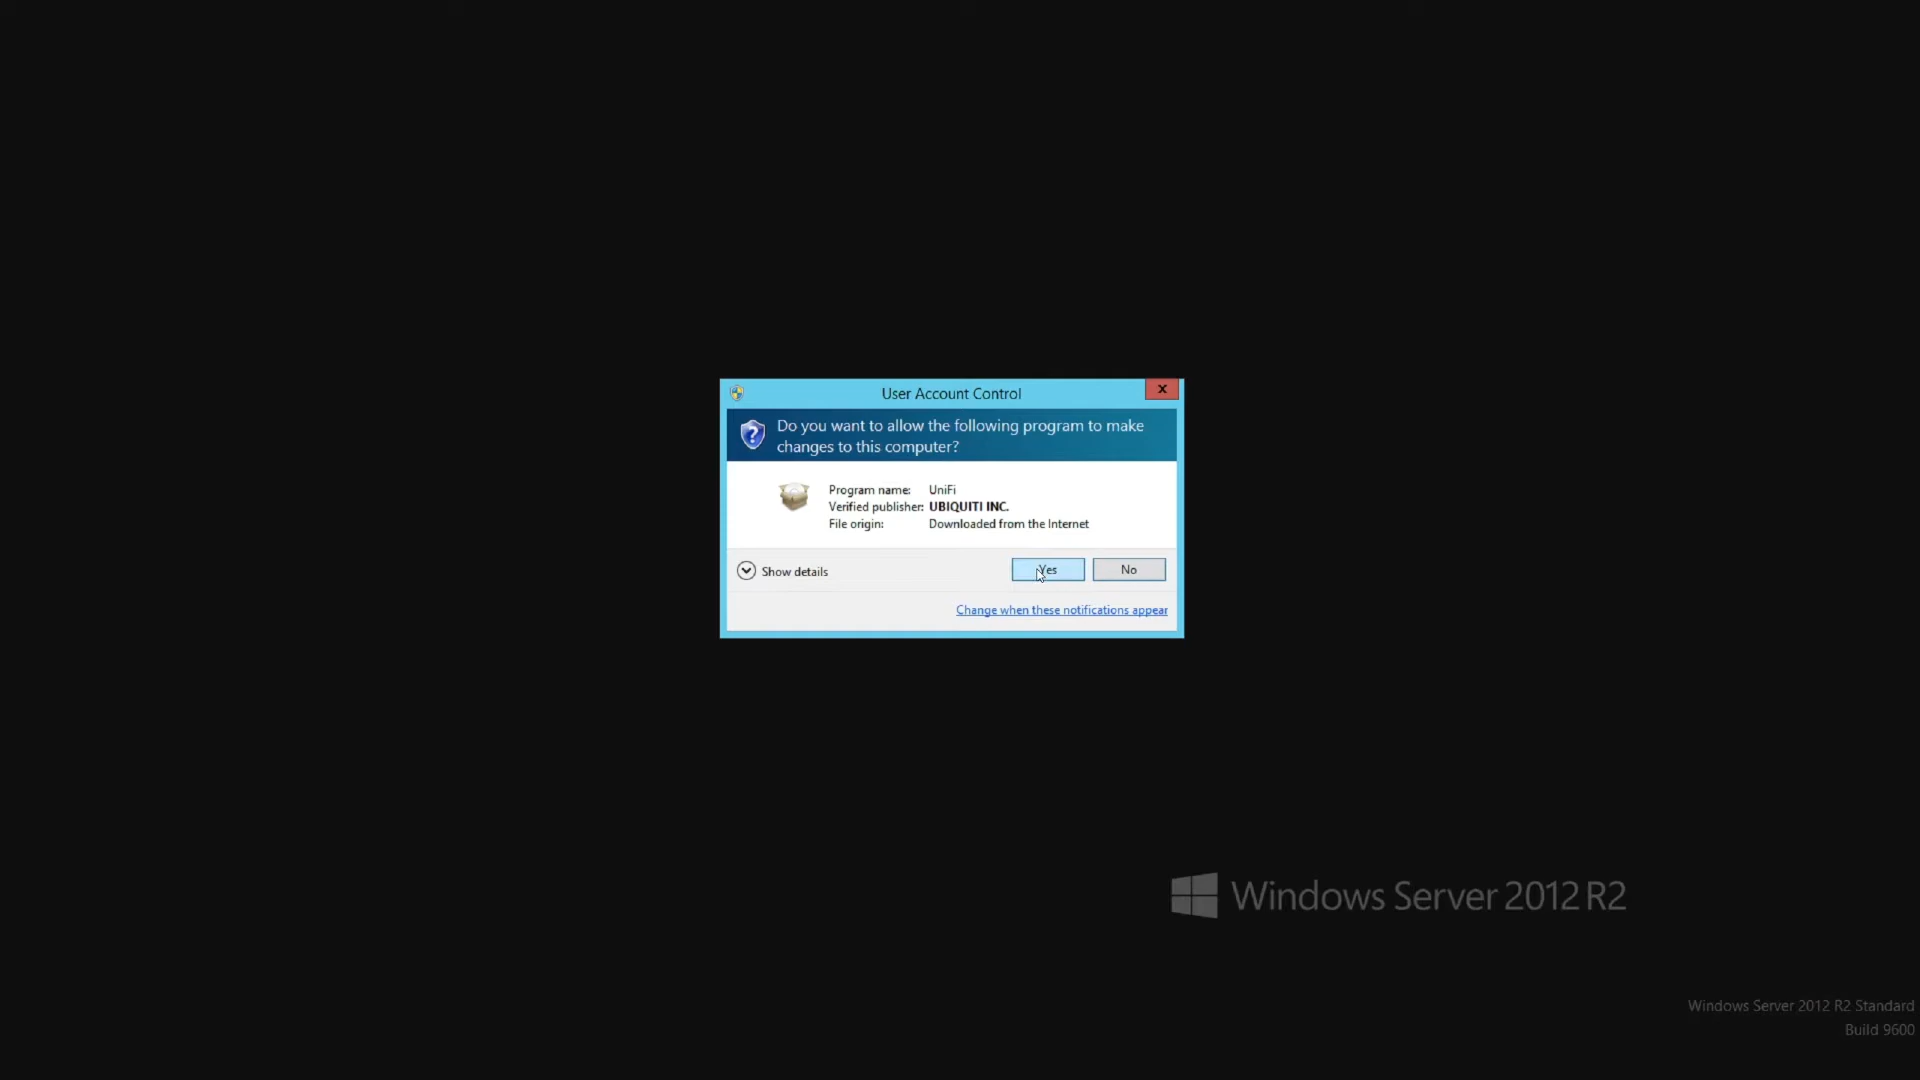 User Account Control
x
Do you want to allow the following program to make
changes to this computer?
Program name: UniFi
Verified publisher: UBIQUITI INC.
File origin: Downloaded from the Internet
Show details
Yes
No
Change when these notifications appear
Windows Server 2012 R2
Windows Server 2012 R2 Standard
Build 9600